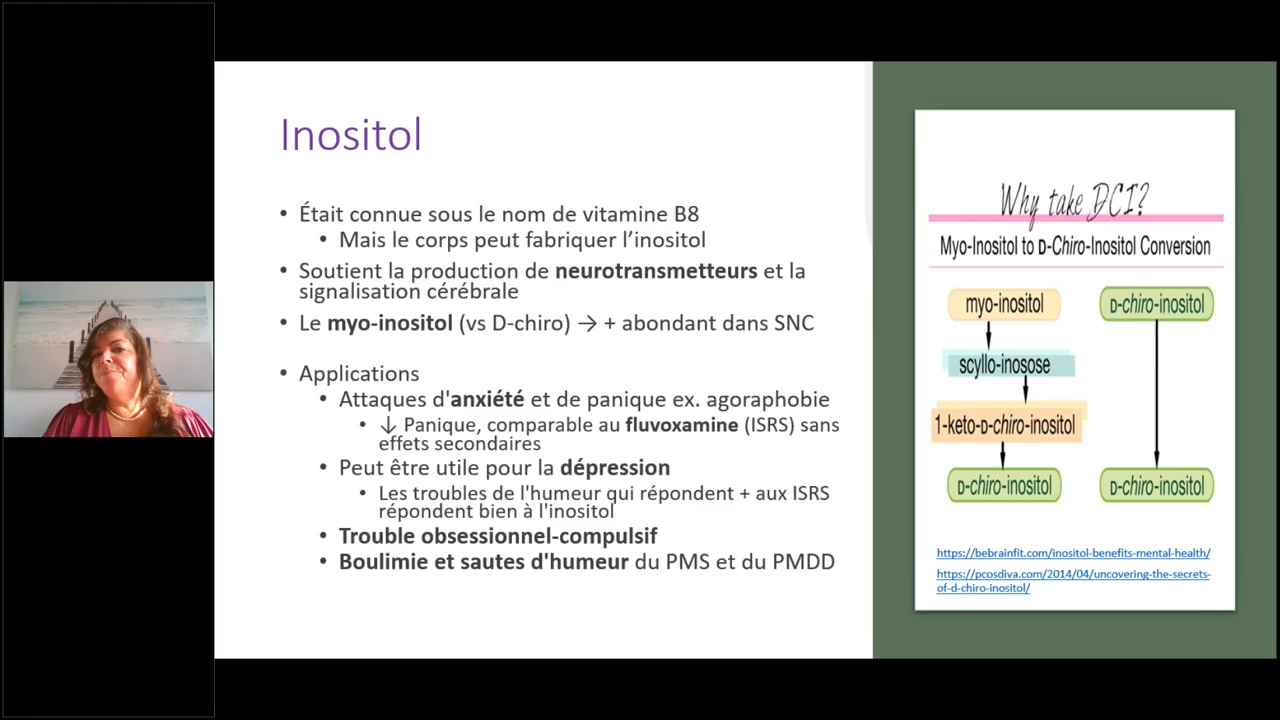 Inositol
• Était connue sous le nom de vitamine B8
• Mais le corps peut fabriquer l’inositol
• Soutient la production de neurotransmetteurs et la
signalisation cérébrale
• Le myo-inositol (vs D-chiro) → + abondant dans SNC
• Applications
• Attaques d'anxiété et de panique ex. agoraphobie
• ↓ Panique, comparable au fluvoxamine (ISRS) sans
effets secondaires
• Peut être utile pour la dépression
• Les troubles de l'humeur qui répondent + aux ISRS
répondent bien à l'inositol
• Trouble obsessionnel-compulsif
• Boulimie et sautes d'humeur du PMS et du PMDD
Why take DCI?
Myo-Inositol to D-Chiro-Inositol Conversion
myo-inositol
scyllo-inosose
1-keto-D-chiro-inositol
D-chiro-inositol
D-chiro-inositol
D-chiro-inositol
https://bebrainfit.com/inositol-benefits-mental-health/
https://pcosdiva.com/2014/04/uncovering-the-secrets-
of-d-chiro-inositol/